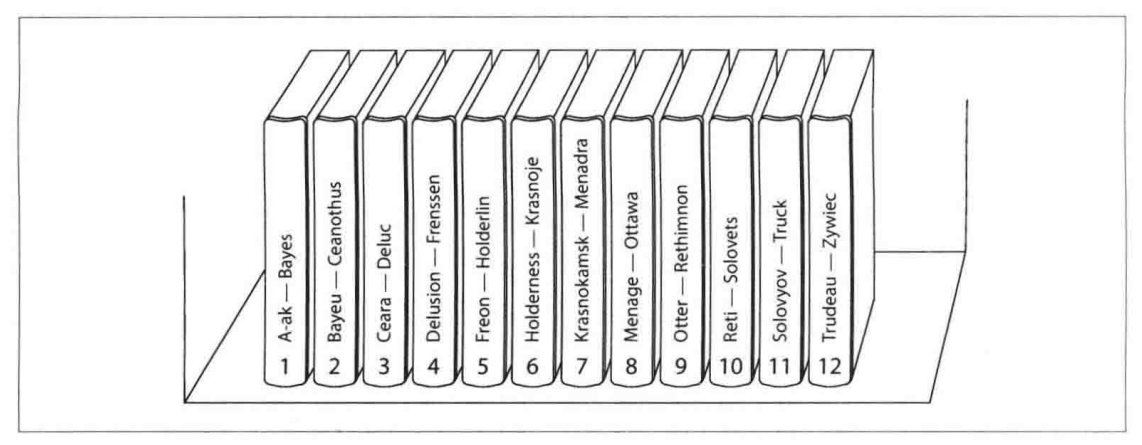 1 A-ak — Bayes
2 Bayeu — Ceanothus
3 Ceara — Deluc
4 Delusion — Frenssen
5 Freon — Holderlin
6 Holderness — Krasnoje
7 Krasnokamsk — Menadra
8 Menage — Ottawa
9 Otter — Rethimnon
10 Reti — Solovets
11 Solovyov — Truck
12 Trudeau — Zywiec